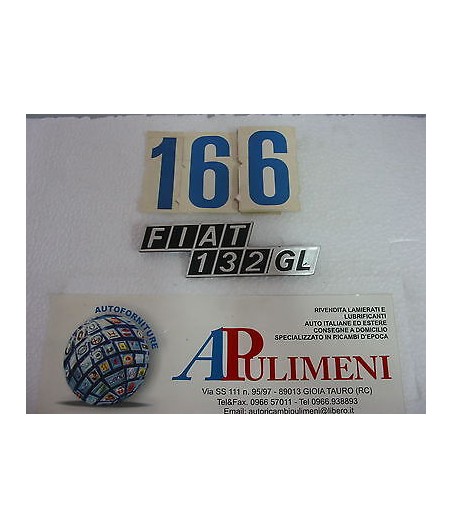 166
FIAT
132 GL
AUTOFORNITURE
RIVENDITA LAMIERATI E
LUBRIFICANTI
AUTO ITALIANE ED ESTERE
CONSEGNE A DOMICILIO
SPECIALIZZATO IN RICAMBI D'EPOCA
APULIMENI
Via SS 111 n. 95/97 - 89013 GIOIA TAURO (RC)
Tel&Fax. 0966 57011 - Tel 0966.938893
Email: autoricambipulimeni@libero.it